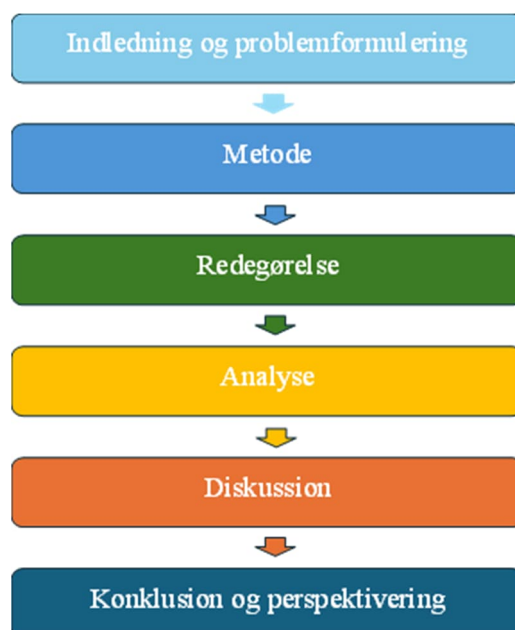 Indledning og problemformulering
Metode
Redegørelse
Analyse
Diskussion
Konklusion og perspektivering